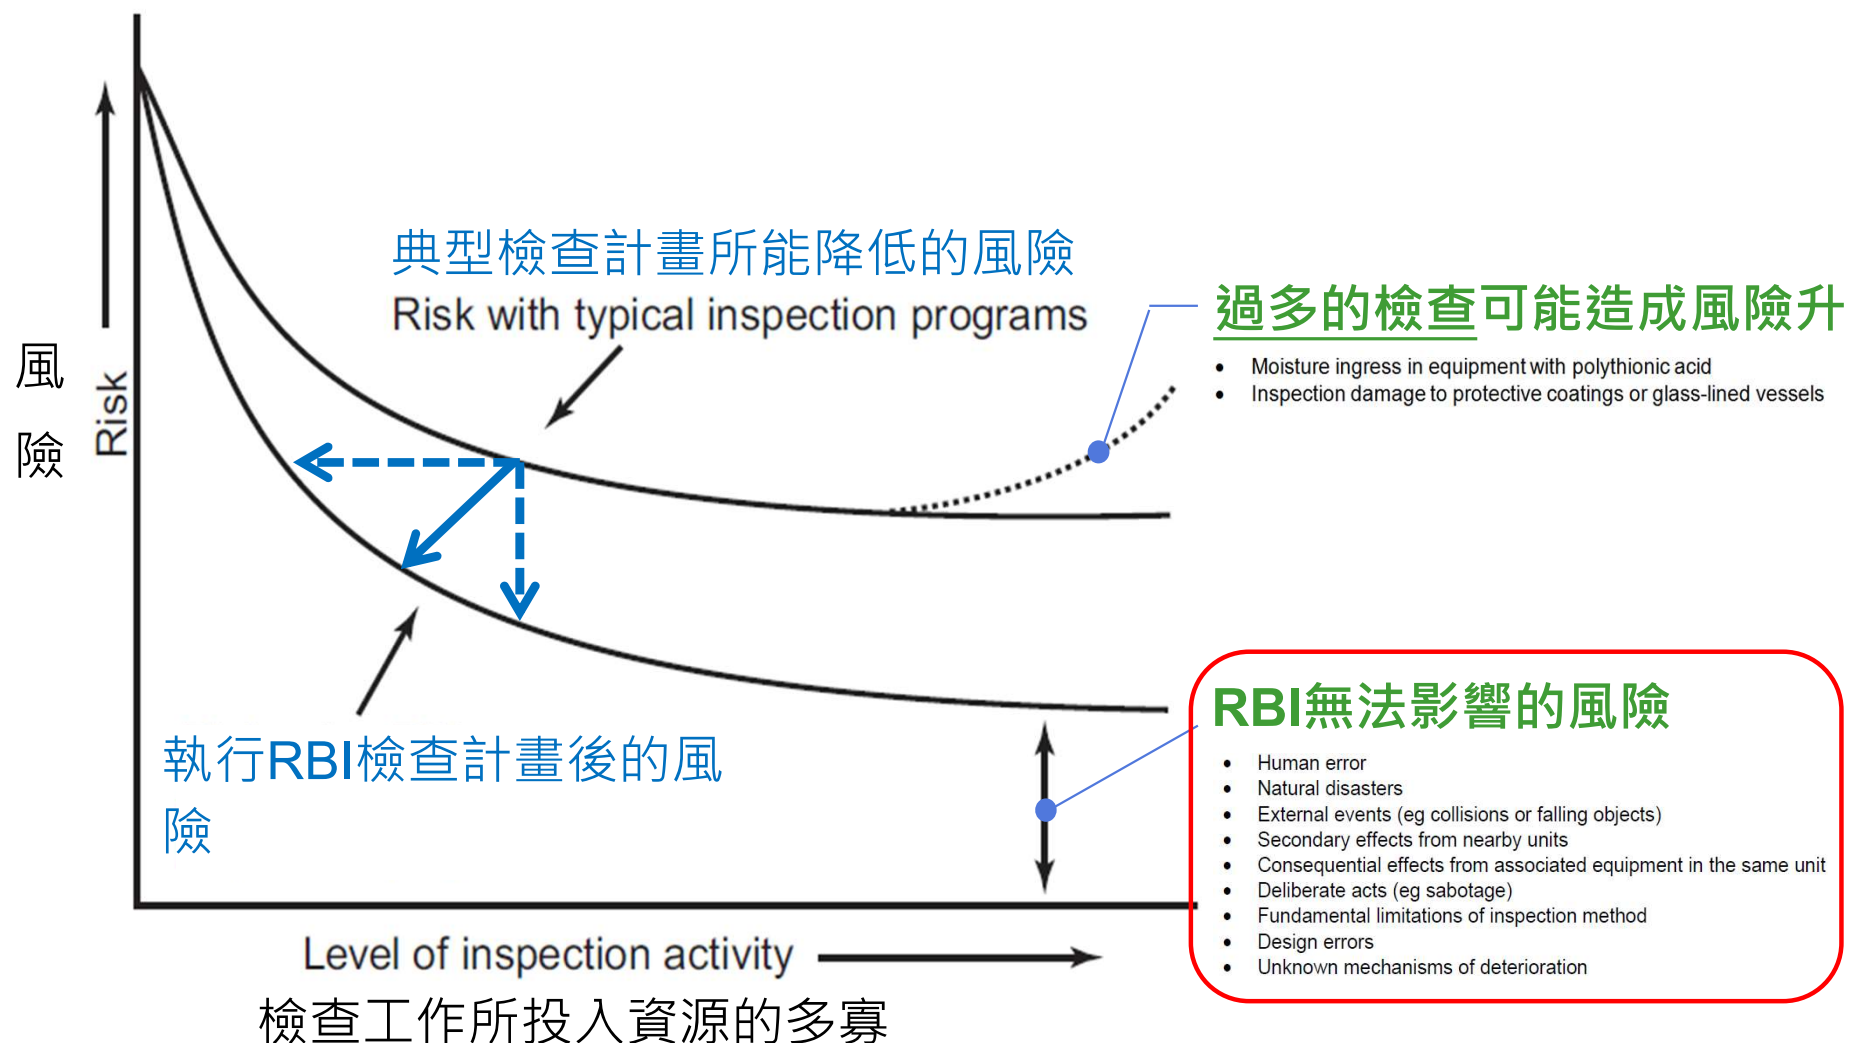 典型檢查計畫所能降低的風險
Risk with typical inspection programs
過多的檢查可能造成風險升
• Moisture ingress in equipment with polythionic acid
• Inspection damage to protective coatings or glass-lined vessels
風
險
Risk
執行RBI檢查計畫後的風
險
RBI無法影響的風險
• Human error
• Natural disasters
• External events (eg collisions or falling objects)
• Secondary effects from nearby units
• Consequential effects from associated equipment in the same unit
• Deliberate acts (eg sabotage)
• Fundamental limitations of inspection method
• Design errors
• Unknown mechanisms of deterioration
Level of inspection activity
檢查工作所投入資源的多寡